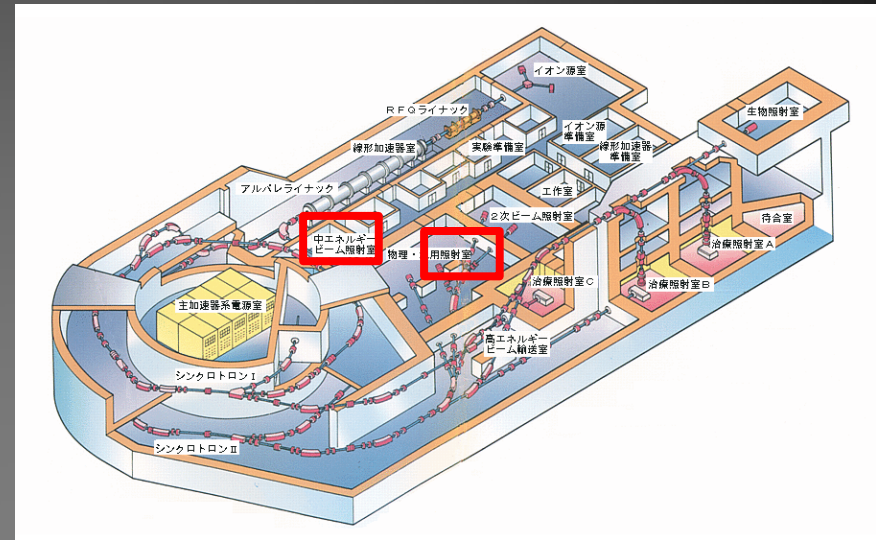 イオン源室
RFQライナック
生物照射室
線形加速器室
実験準備室
イオン源
準備室
線形加速器
準備室
アルバレライナック
工作室
2次ビーム照射室
待合室
中エネルギー
ビーム照射室
物理・
用照射室
治療照射室A
治療照射室C
治療照射室B
主加速器系電源室
高エネルギー
ビーム輸送室
シンクロトロンⅠ
シンクロトロンⅡ